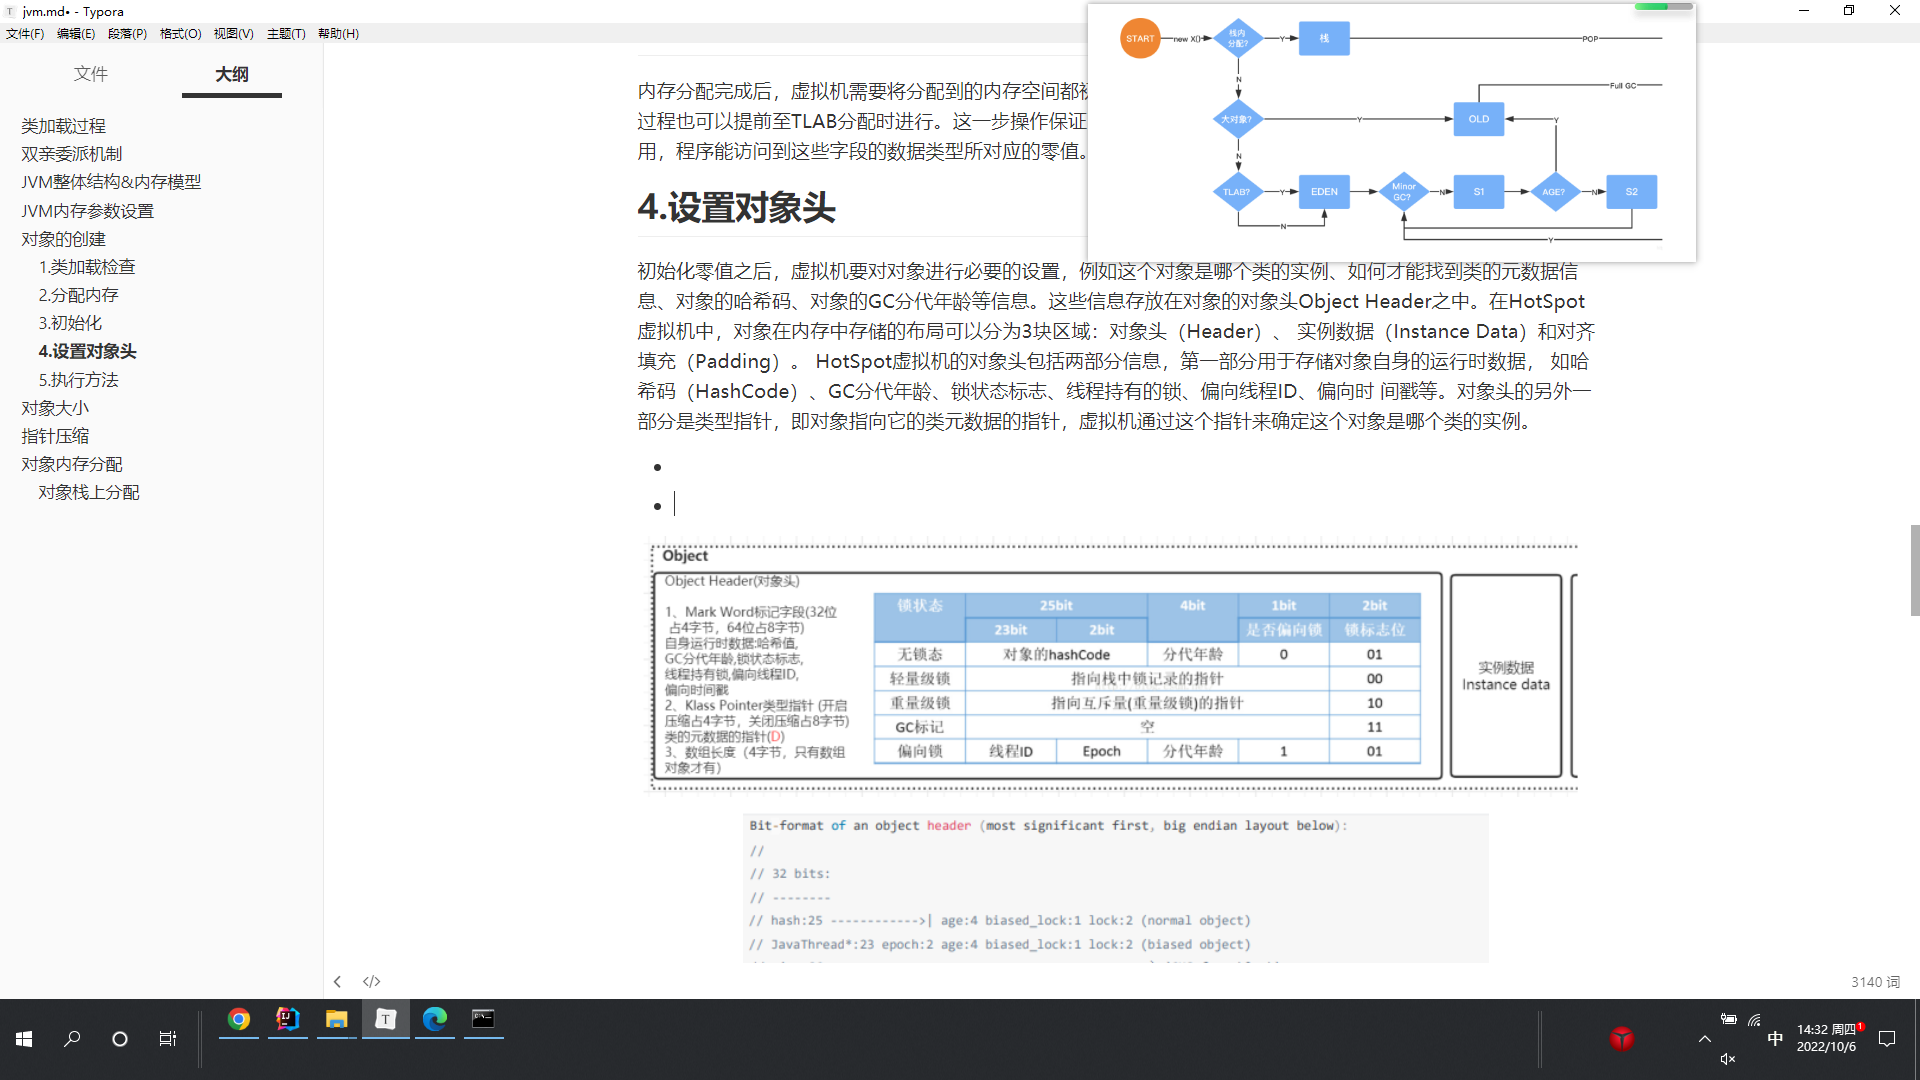 jvm.md• - Typora
文件(F) 编辑(E) 段落(P) 格式(O) 视图(V) 主题(T) 帮助(H)
文件 大纲
类加载过程
双亲委派机制
JVM整体结构&内存模型
JVM内存参数设置
对象的创建
1.类加载检查
2.分配内存
3.初始化
4.设置对象头
5.执行方法
对象大小
指针压缩
对象内存分配
对象栈上分配
内存分配完成后，虚拟机需要将分配到的内存空间都初
过程也可以提前至TLAB分配时进行。这一步操作保证
用，程序能访问到这些字段的数据类型所对应的零值。
START new X() 栈内分配? Y 栈 POP
N Full GC
大对象? Y OLD Y
N
TLAB? Y EDEN Minor GC? N S1 AGE? N S2
N Y
4.设置对象头
初始化零值之后，虚拟机要对对象进行必要的设置，例如这个对象是哪个类的实例、如何才能找到类的元数据信
息、对象的哈希码、对象的GC分代年龄等信息。这些信息存放在对象的对象头Object Header之中。在HotSpot
虚拟机中，对象在内存中存储的布局可以分为3块区域：对象头（Header）、 实例数据（Instance Data）和对齐
填充（Padding）。 HotSpot虚拟机的对象头包括两部分信息，第一部分用于存储对象自身的运行时数据， 如哈
希码（HashCode）、GC分代年龄、锁状态标志、线程持有的锁、偏向线程ID、偏向时 间戳等。对象头的另外一
部分是类型指针，即对象指向它的类元数据的指针，虚拟机通过这个指针来确定这个对象是哪个类的实例。
Object
Object Header(对象头)
1、Mark Word标记字段(32位
占4字节，64位占8字节)
自身运行时数据:哈希值,
GC分代年龄,锁状态标志,
线程持有锁,偏向线程ID,
偏向时间戳
2、Klass Pointer类型指针 (开启
压缩占4字节，关闭压缩占8字节)
类的元数据的指针(D)
3、数组长度（4字节，只有数组
对象才有）
锁状态 25bit 4bit 1bit 2bit
23bit 2bit 是否偏向锁 锁标志位
无锁态 对象的hashCode 分代年龄 0 01
轻量级锁 指向栈中锁记录的指针 00
重量级锁 指向互斥量(重量级锁)的指针 10
GC标记 空 11
偏向锁 线程ID Epoch 分代年龄 1 01
实例数据
Instance data
Bit-format of an object header (most significant first, big endian layout below):
//
// 32 bits:
// --------
// hash:25 ------------>| age:4 biased_lock:1 lock:2 (normal object)
// JavaThread*:23 epoch:2 age:4 biased_lock:1 lock:2 (biased object)
</> 3140 词
中 14:32 周四 1
2022/10/6